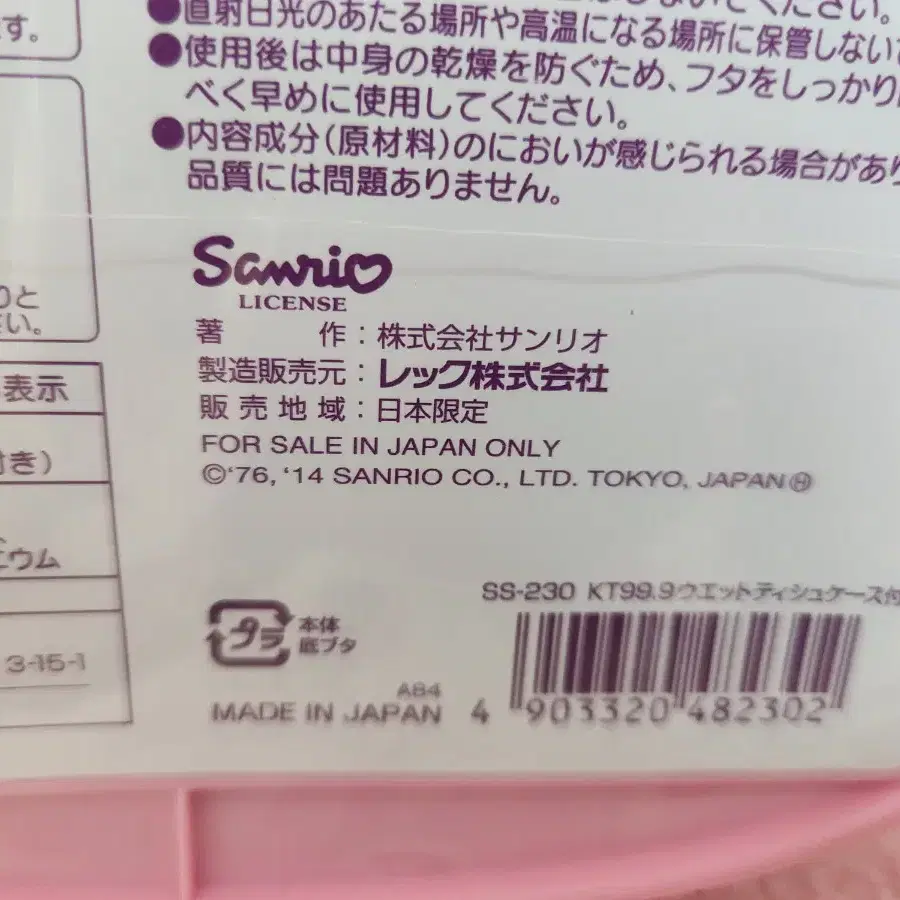 す。
●直射日光のあたる場所や高温になる場所に保管しない
●使用後は中身の乾燥を防ぐため、フタをしっかり
べく早めに使用してください。
●内容成分(原材料)のにおいが感じられる場合があり
品質には問題ありません。
りと
い。
Sanrio
LICENSE
著作:株式会社サンリオ
製造販売元:レック株式会社
販売地域:日本限定
FOR SALE IN JAPAN ONLY
©'76, '14 SANRIO CO., LTD. TOKYO, JAPAN Ⓗ
表示
付き)
ウム
3-15-1
SS-230 KT99.9ウエットティシュケース付
プラ
本体
底ブタ
A84
MADE IN JAPAN
4 903320 482302